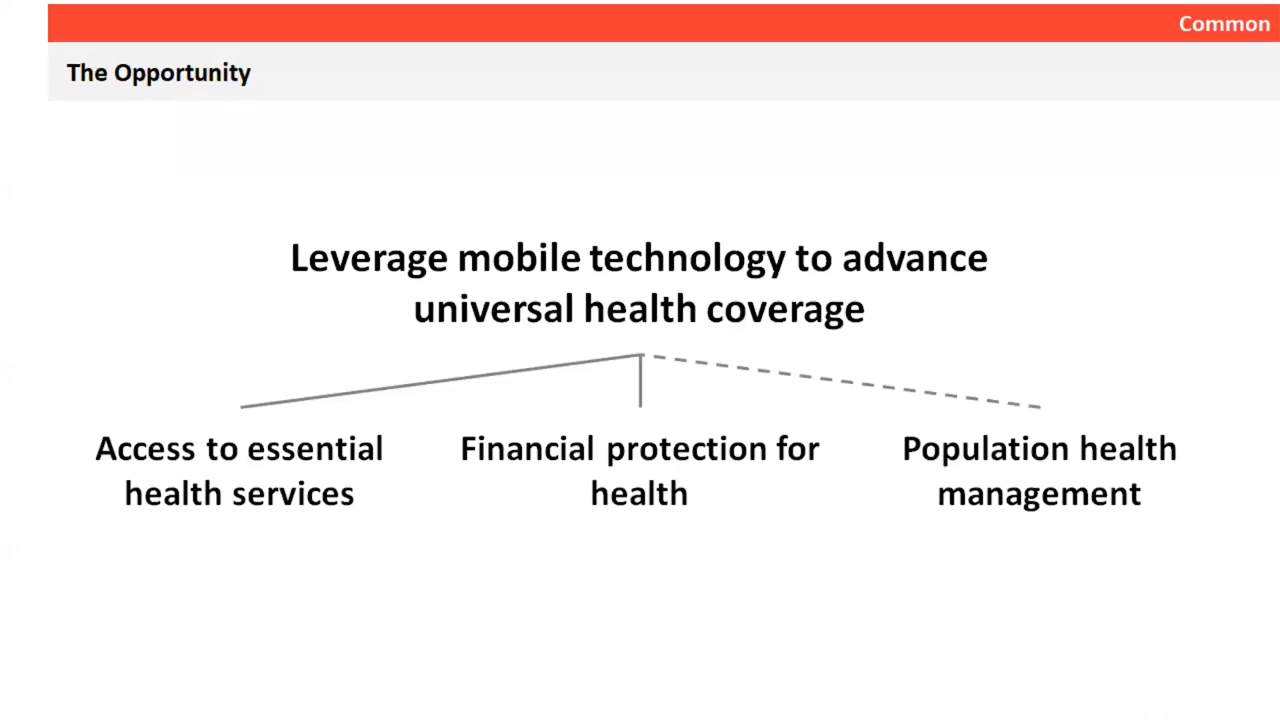 Common
The Opportunity
Leverage mobile technology to advance
universal health coverage
Access to essential
health services
Financial protection for
health
Population health
management